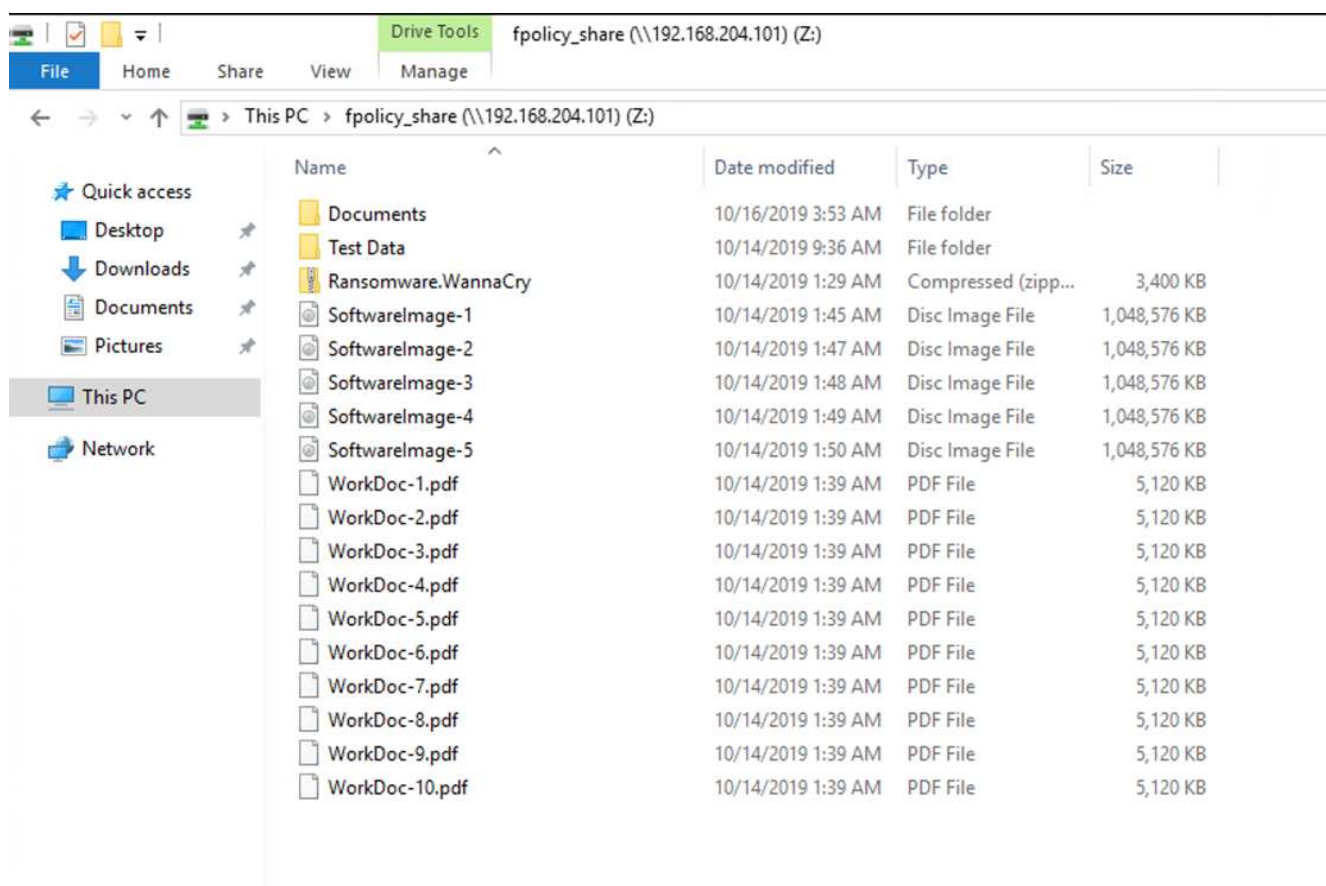 Drive Tools fpolicy_share (\\192.168.204.101) (Z:)
File Home Share View Manage
This PC > fpolicy_share (\\192.168.204.101) (Z:)
Name Date modified Type Size
Quick access
Desktop
Downloads
Documents
Pictures
This PC
Network
Documents 10/16/2019 3:53 AM File folder
Test Data 10/14/2019 9:36 AM File folder
Ransomware.WannaCry 10/14/2019 1:29 AM Compressed (zipp... 3,400 KB
SoftwareImage-1 10/14/2019 1:45 AM Disc Image File 1,048,576 KB
SoftwareImage-2 10/14/2019 1:47 AM Disc Image File 1,048,576 KB
SoftwareImage-3 10/14/2019 1:48 AM Disc Image File 1,048,576 KB
SoftwareImage-4 10/14/2019 1:49 AM Disc Image File 1,048,576 KB
SoftwareImage-5 10/14/2019 1:50 AM Disc Image File 1,048,576 KB
WorkDoc-1.pdf 10/14/2019 1:39 AM PDF File 5,120 KB
WorkDoc-2.pdf 10/14/2019 1:39 AM PDF File 5,120 KB
WorkDoc-3.pdf 10/14/2019 1:39 AM PDF File 5,120 KB
WorkDoc-4.pdf 10/14/2019 1:39 AM PDF File 5,120 KB
WorkDoc-5.pdf 10/14/2019 1:39 AM PDF File 5,120 KB
WorkDoc-6.pdf 10/14/2019 1:39 AM PDF File 5,120 KB
WorkDoc-7.pdf 10/14/2019 1:39 AM PDF File 5,120 KB
WorkDoc-8.pdf 10/14/2019 1:39 AM PDF File 5,120 KB
WorkDoc-9.pdf 10/14/2019 1:39 AM PDF File 5,120 KB
WorkDoc-10.pdf 10/14/2019 1:39 AM PDF File 5,120 KB